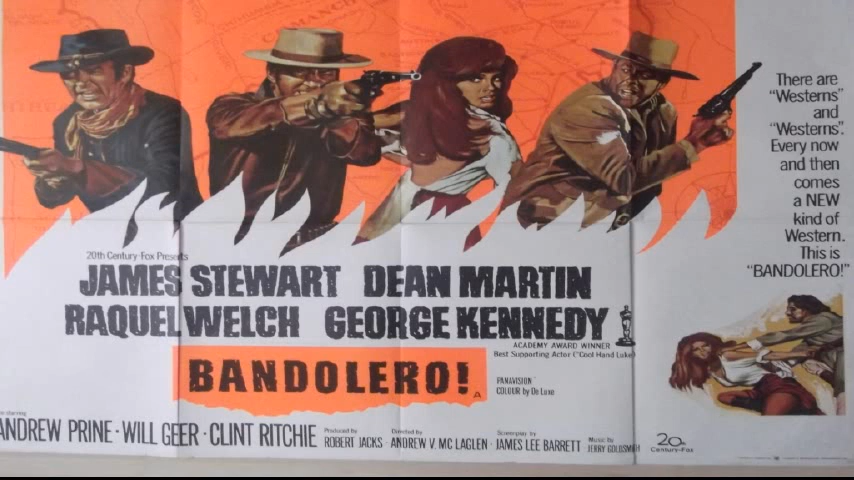 COMANCH
There are
"Westerns"
and
"Westerns".
Every now
and then
comes
a NEW
kind of
Western.
This is
"BANDOLERO!"
20th Century-Fox Presents
JAMES STEWART DEAN MARTIN
RAQUEL WELCH GEORGE KENNEDY
ACADEMY AWARD WINNER
Best Supporting Actor ("Cool Hand Luke")
BANDOLERO! A
PANAVISION
COLOUR by De Luxe
ANDREW PRINE · WILL GEER · CLINT RITCHIE
Produced by
ROBERT JACKS
Directed by
ANDREW V. MC LAGLEN
Screenplay by
JAMES LEE BARRETT
Music by
JERRY GOLDSMITH
20th
Century-Fox